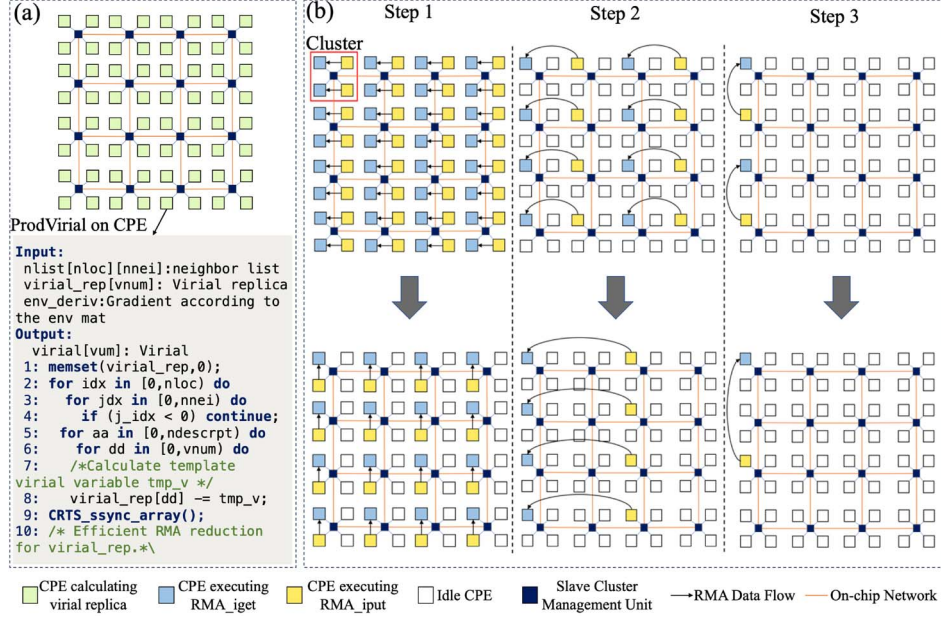 (a)
ProdVirial on CPE
Input:
nlist[nloc][nnei]:neighbor list
virial_rep[vnum]: Virial replica
env_deriv:Gradient according to
the env mat
Output:
virial[vum]: Virial
1: memset(virial_rep,0);
2: for idx in [0,nloc) do
3: for jdx in [0,nnei) do
4: if (j_idx < 0) continue;
5: for aa in [0,ndescrpt) do
6: for dd in [0,vnum) do
7: /*Calculate template
virial variable tmp_v */
8: virial_rep[dd] -= tmp_v;
9: CRTS_ssync_array();
10: /* Efficient RMA reduction
for virial_rep.*\
(b)
Step 1
Step 2
Step 3
Cluster
CPE calculating
virial replica
CPE executing
RMA_iget
CPE executing
RMA_iput
Idle CPE
Slave Cluster
Management Unit
RMA Data Flow
On-chip Network